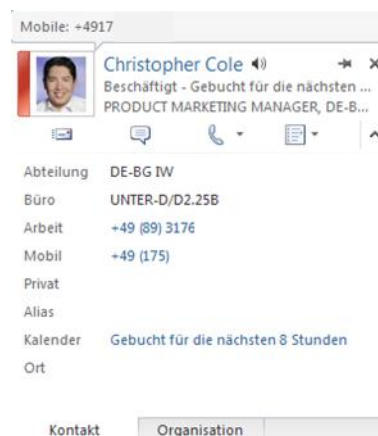 Mobile: +4917
Christopher Cole
Beschäftigt - Gebucht für die nächsten ...
PRODUCT MARKETING MANAGER, DE-B...
Abteilung DE-BG IW
Büro UNTER-D/D2.25B
Arbeit +49 (89) 3176
Mobil +49 (175)
Privat
Alias
Kalender Gebucht für die nächsten 8 Stunden
Ort
Kontakt Organisation